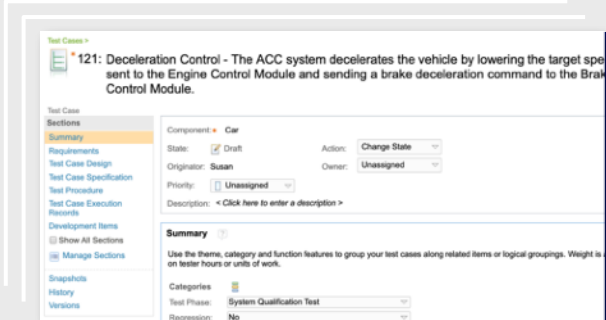 Test Cases >
* 121: Deceleration Control - The ACC system decelerates the vehicle by lowering the target spe
sent to the Engine Control Module and sending a brake deceleration command to the Brak
Control Module.
Test Case
Sections
Summary
Requirements
Test Case Design
Test Case Specification
Test Procedure
Test Case Execution
Records
Development Items
Show All Sections
Manage Sections
Snapshots
History
Versions
Component:* Car
State: Draft Action: Change State
Originator: Susan Owner: Unassigned
Priority: Unassigned
Description: < Click here to enter a description >
Summary ?
Use the theme, category and function features to group your test cases along related items or logical groupings. Weight is
on tester hours or units of work.
Categories
Test Phase: System Qualification Test
Regression: No